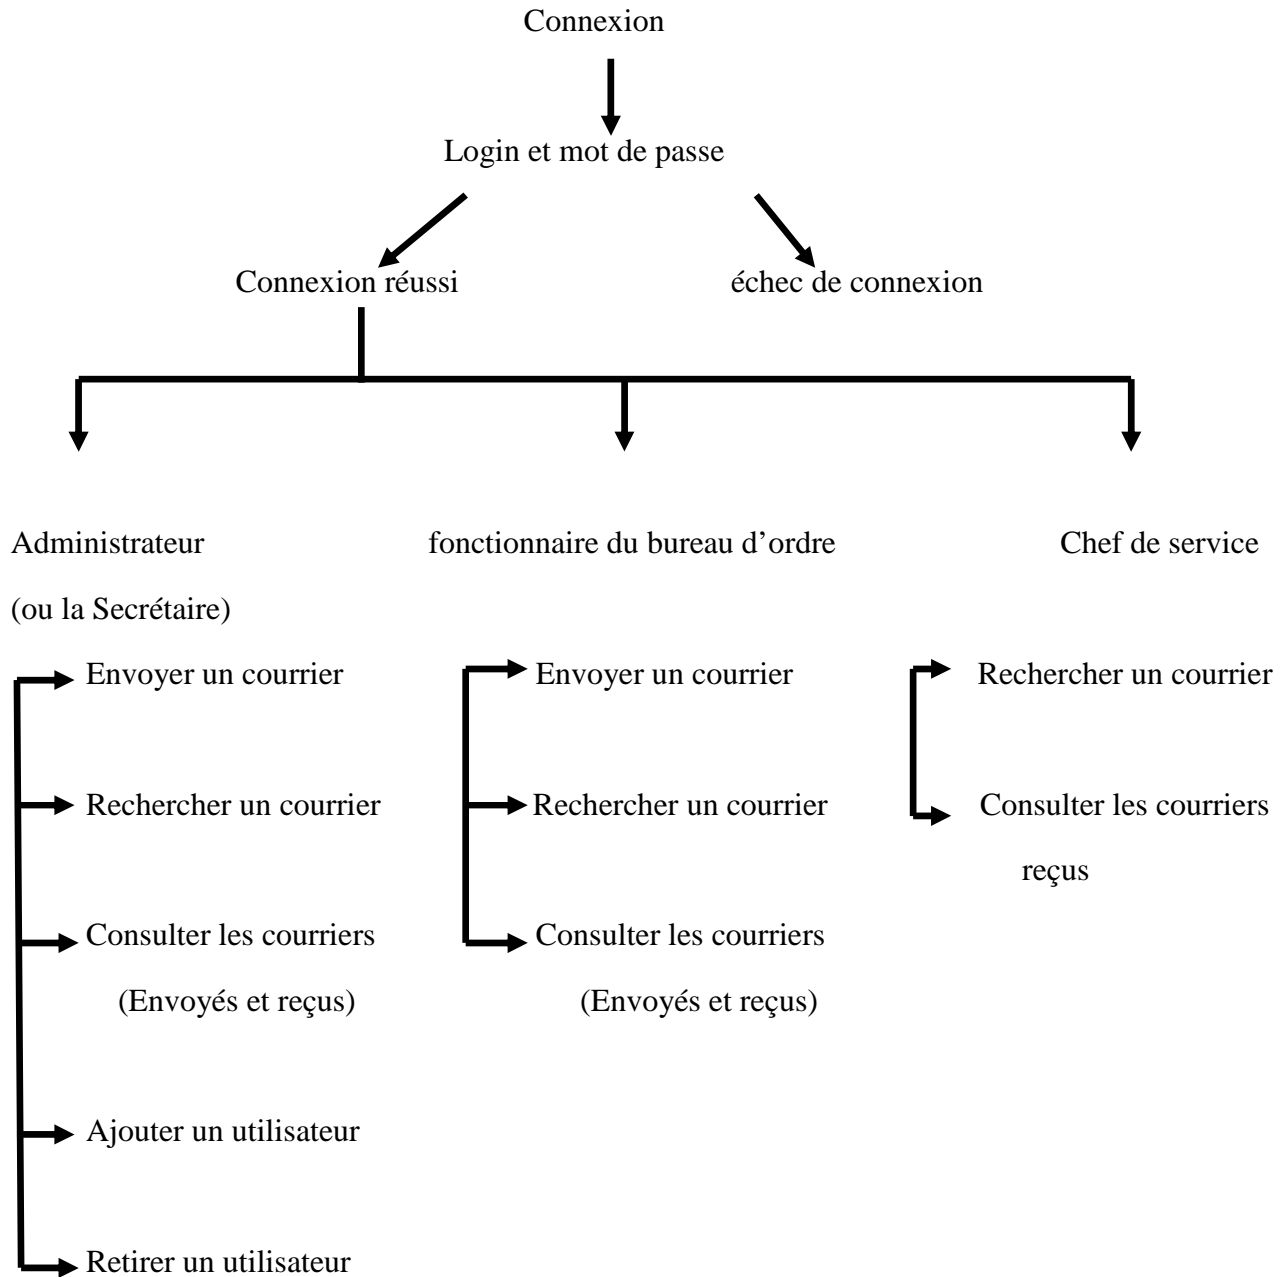 Connexion
Login et mot de passe
Connexion réussi
échec de connexion
Administrateur
(ou la Secrétaire)
fonctionnaire du bureau d’ordre
Chef de service
Envoyer un courrier
Rechercher un courrier
Consulter les courriers
(Envoyés et reçus)
Ajouter un utilisateur
Retirer un utilisateur
Envoyer un courrier
Rechercher un courrier
Consulter les courriers
(Envoyés et reçus)
Rechercher un courrier
Consulter les courriers
reçus